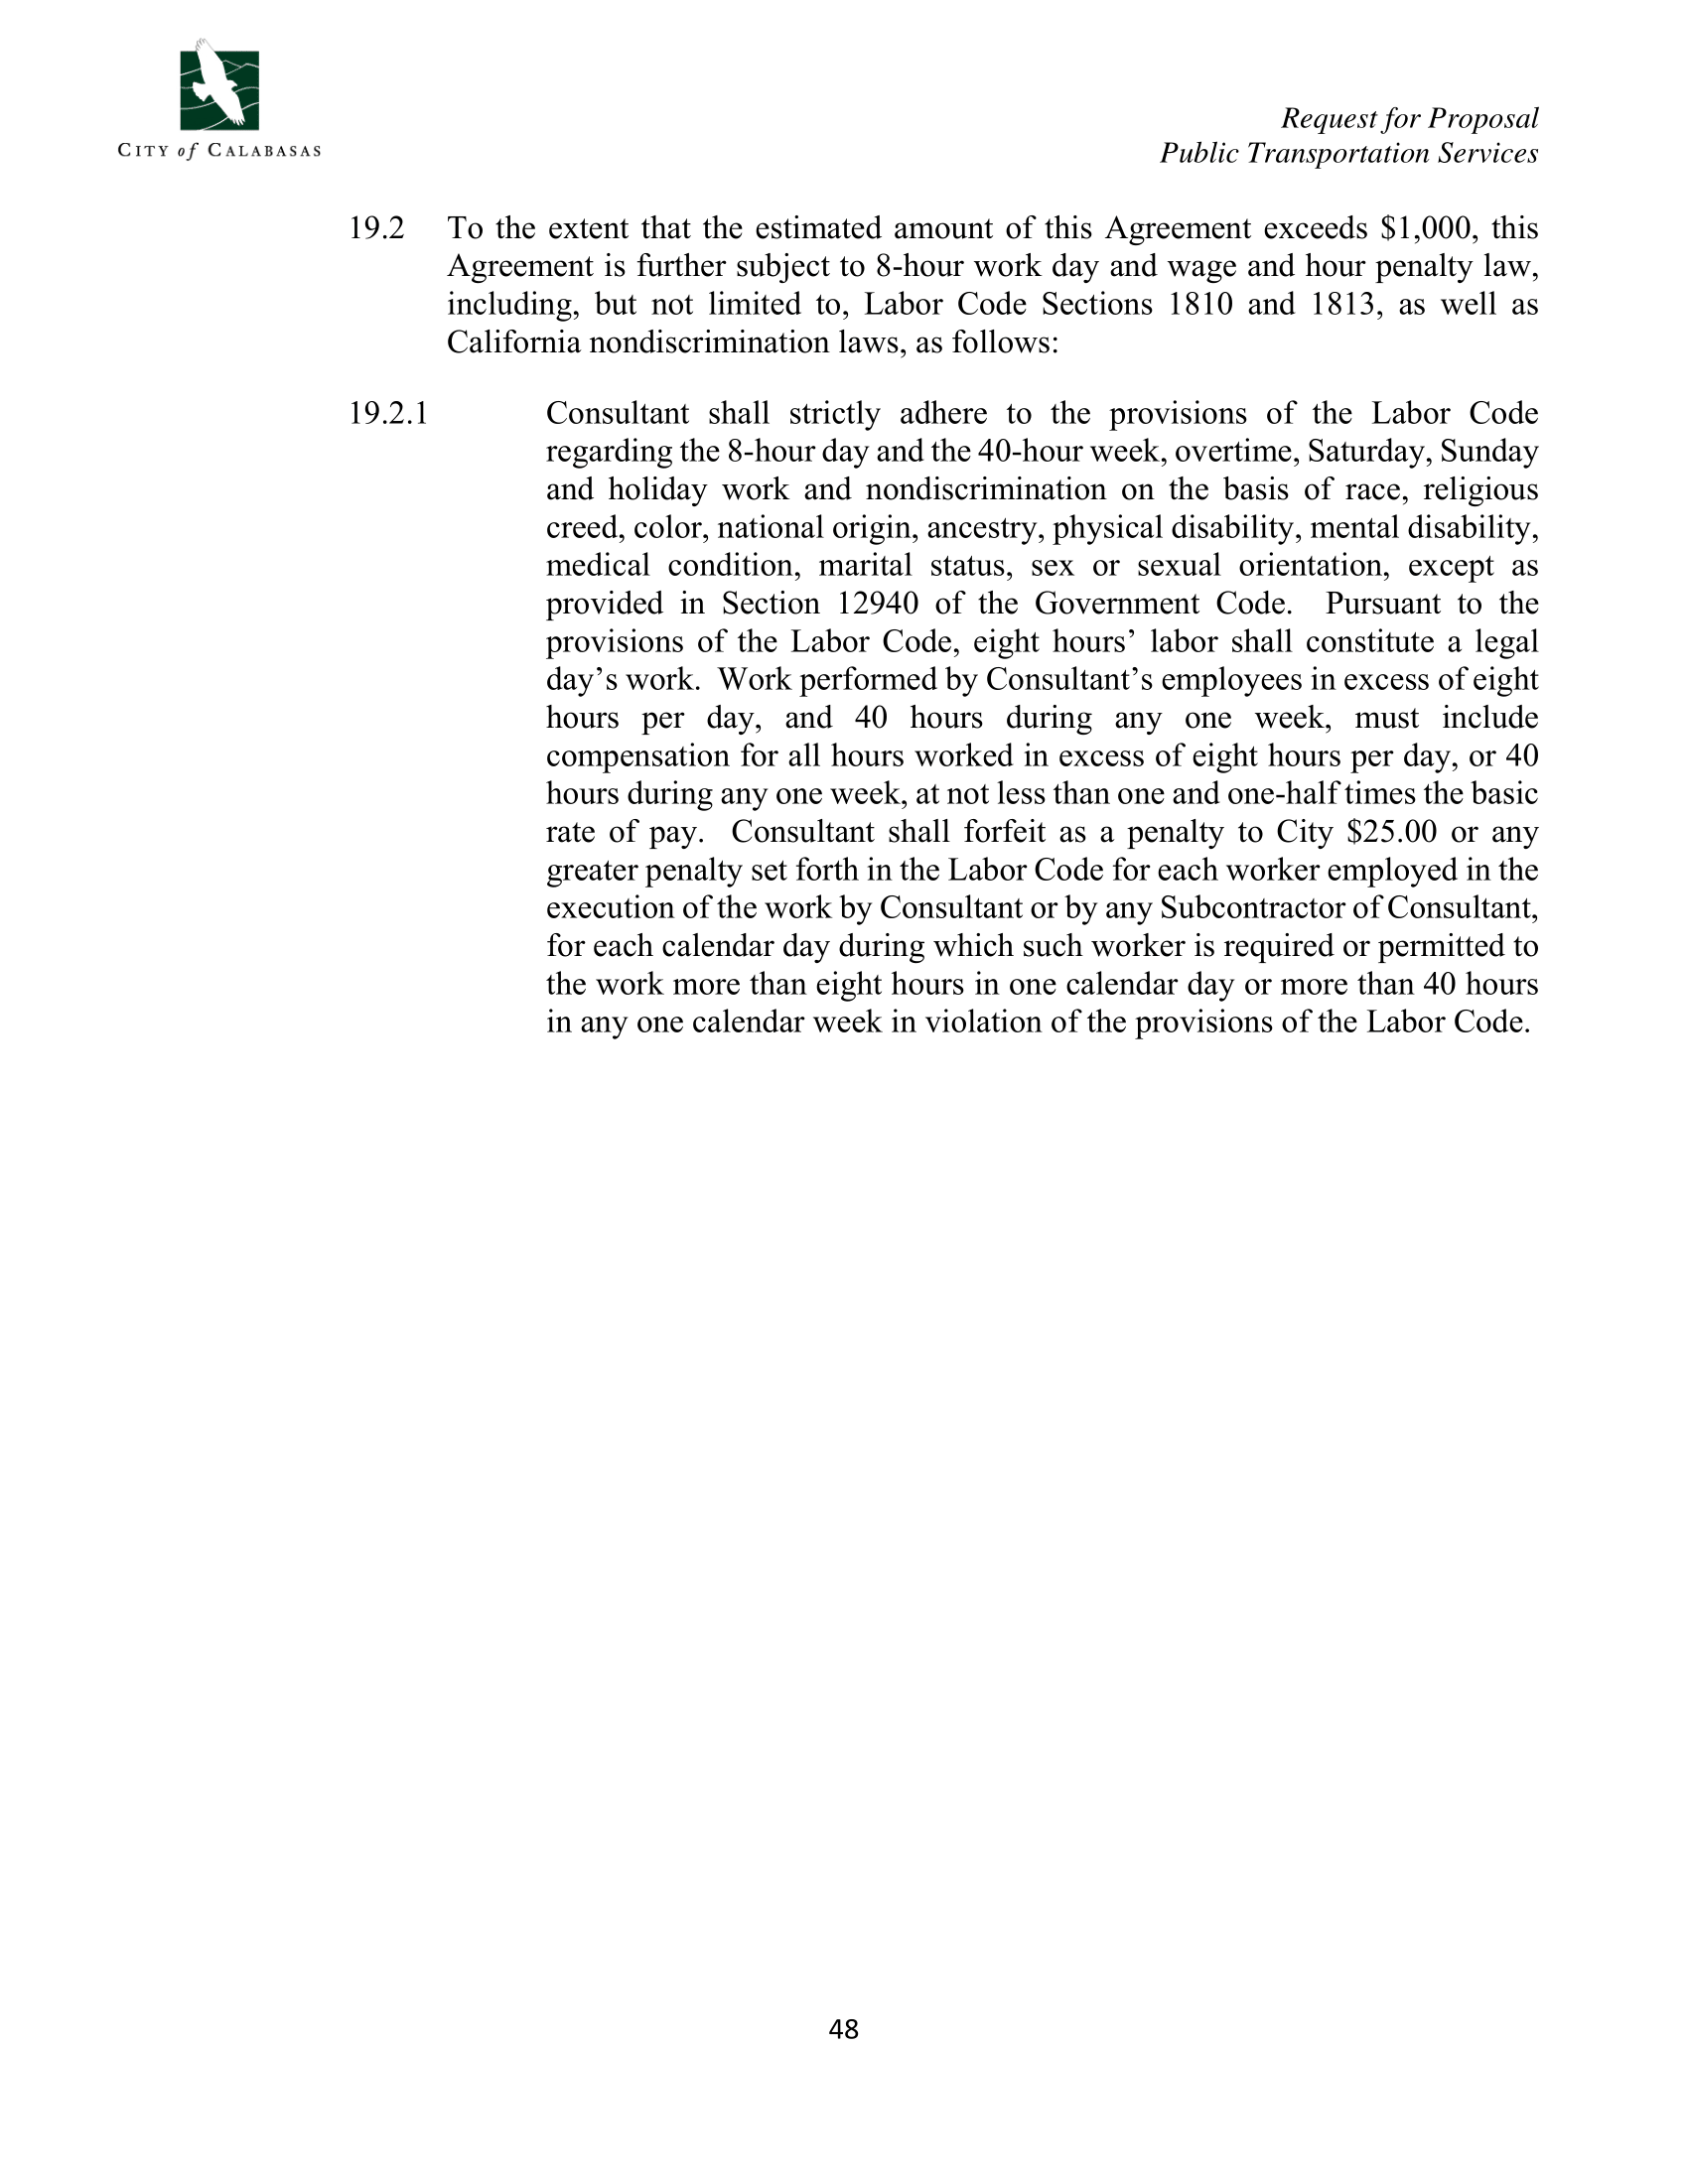 CITY of CALABASAS
Request for Proposal
Public Transportation Services
19.2 To the extent that the estimated amount of this Agreement exceeds $1,000, this
Agreement is further subject to 8-hour work day and wage and hour penalty law,
including, but not limited to, Labor Code Sections 1810 and 1813, as well as
California nondiscrimination laws, as follows:
19.2.1 Consultant shall strictly adhere to the provisions of the Labor Code
regarding the 8-hour day and the 40-hour week, overtime, Saturday, Sunday
and holiday work and nondiscrimination on the basis of race, religious
creed, color, national origin, ancestry, physical disability, mental disability,
medical condition, marital status, sex or sexual orientation, except as
provided in Section 12940 of the Government Code. Pursuant to the
provisions of the Labor Code, eight hours’ labor shall constitute a legal
day’s work. Work performed by Consultant’s employees in excess of eight
hours per day, and 40 hours during any one week, must include
compensation for all hours worked in excess of eight hours per day, or 40
hours during any one week, at not less than one and one-half times the basic
rate of pay. Consultant shall forfeit as a penalty to City $25.00 or any
greater penalty set forth in the Labor Code for each worker employed in the
execution of the work by Consultant or by any Subcontractor of Consultant,
for each calendar day during which such worker is required or permitted to
the work more than eight hours in one calendar day or more than 40 hours
in any one calendar week in violation of the provisions of the Labor Code.
48